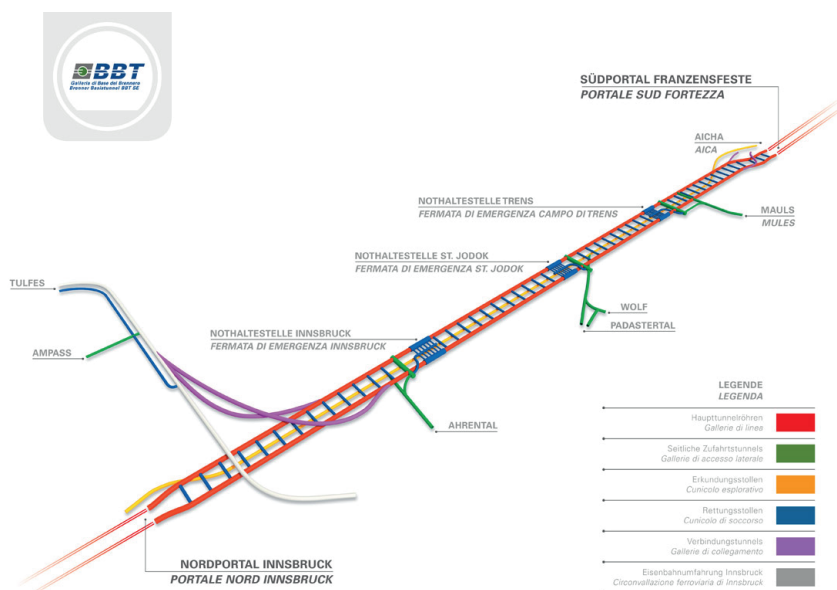 BBT
Galleria di Base del Brennero
Brenner Basistunnel BBT SE
SÜDPORTAL FRANZENSFESTE
PORTALE SUD FORTEZZA
AICHA
AICA
NOTHALTESTELLE TRENS
FERMATA DI EMERGENZA CAMPO DI TRENS
MAULS
MULES
NOTHALTESTELLE ST. JODOK
FERMATA DI EMERGENZA ST. JODOK
TULFES
WOLF
PADASTERTAL
NOTHALTESTELLE INNSBRUCK
FERMATA DI EMERGENZA INNSBRUCK
AMPASS
AHRENTAL
NORDPORTAL INNSBRUCK
PORTALE NORD INNSBRUCK
LEGENDE
LEGENDA
Haupttunnelröhren
Gallerie di linea
Seitliche Zufahrtstunnels
Gallerie di accesso laterale
Erkundungsstollen
Cunicolo esplorativo
Rettungsstollen
Cunicolo di soccorso
Verbindungstunnels
Gallerie di collegamento
Eisenbahnumfahrung Innsbruck
Circonvallazione ferroviaria di Innsbruck